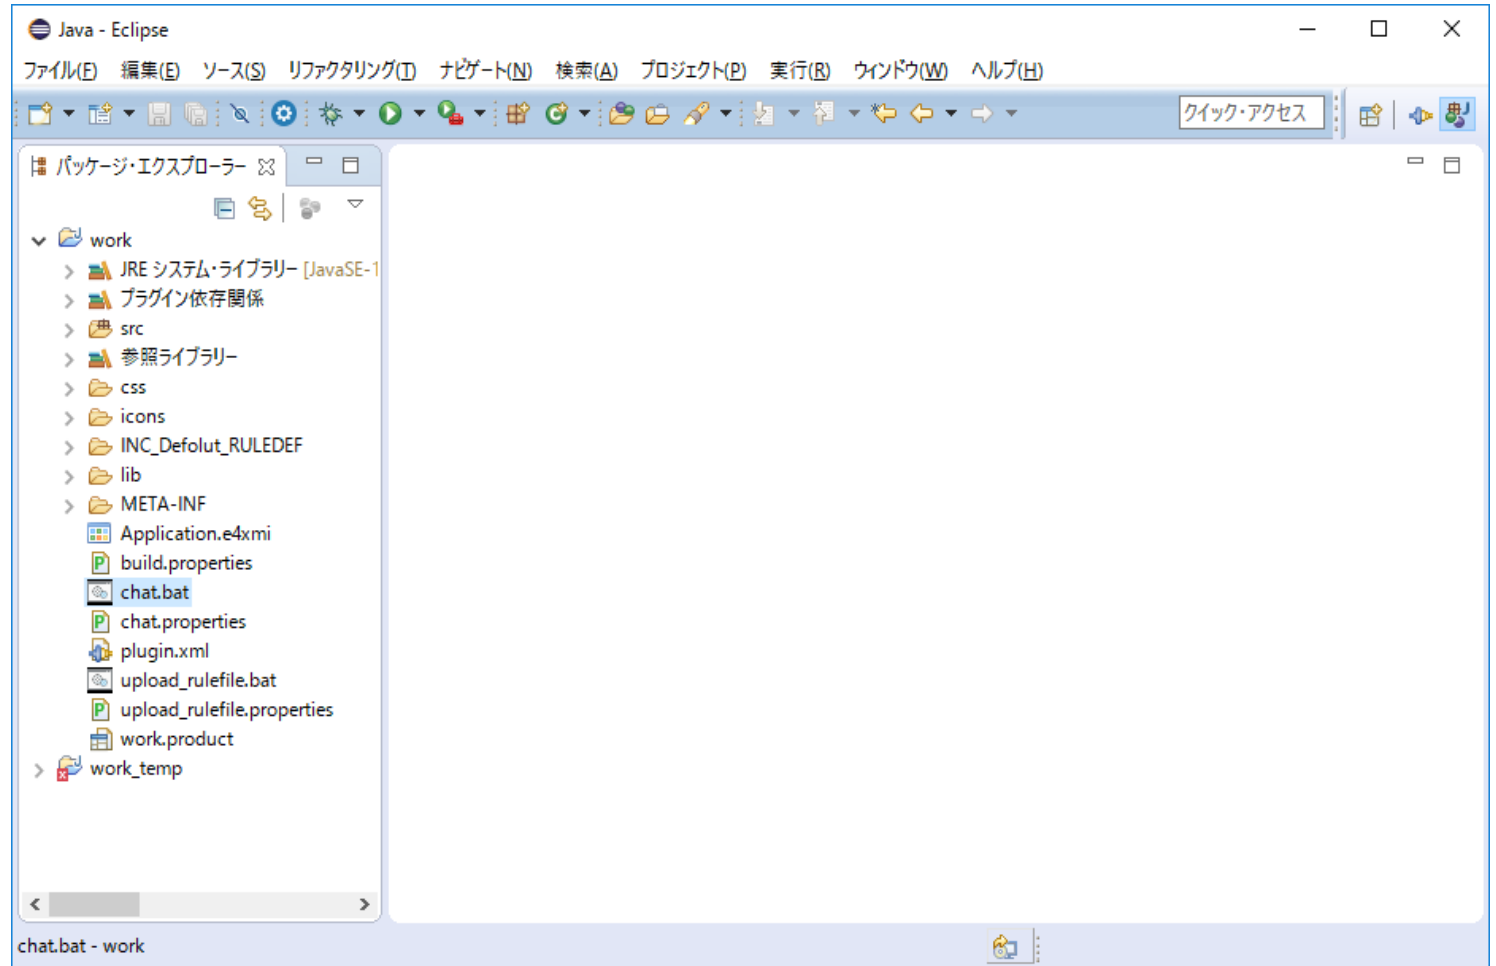 Java - Eclipse
ファイル(F) 編集(E) ソース(S) リファクタリング(T) ナビゲート(N) 検索(A) プロジェクト(P) 実行(R) ウィンドウ(W) ヘルプ(H)
クイック・アクセス
パッケージ・エクスプローラー
work
JRE システム・ライブラリー [JavaSE-1
プラグイン依存関係
src
参照ライブラリー
css
icons
INC_Defolut_RULEDEF
lib
META-INF
Application.e4xmi
build.properties
chat.bat
chat.properties
plugin.xml
upload_rulefile.bat
upload_rulefile.properties
work.product
work_temp
chat.bat - work